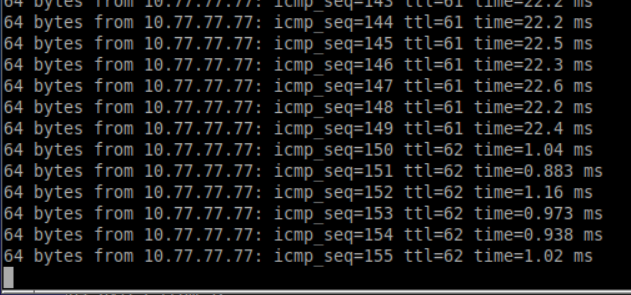 64 bytes from 10.77.77.77: icmp_seq=143 ttl=61 time=22.2 ms
64 bytes from 10.77.77.77: icmp_seq=144 ttl=61 time=22.2 ms
64 bytes from 10.77.77.77: icmp_seq=145 ttl=61 time=22.5 ms
64 bytes from 10.77.77.77: icmp_seq=146 ttl=61 time=22.3 ms
64 bytes from 10.77.77.77: icmp_seq=147 ttl=61 time=22.6 ms
64 bytes from 10.77.77.77: icmp_seq=148 ttl=61 time=22.2 ms
64 bytes from 10.77.77.77: icmp_seq=149 ttl=61 time=22.4 ms
64 bytes from 10.77.77.77: icmp_seq=150 ttl=62 time=1.04 ms
64 bytes from 10.77.77.77: icmp_seq=151 ttl=62 time=0.883 ms
64 bytes from 10.77.77.77: icmp_seq=152 ttl=62 time=1.16 ms
64 bytes from 10.77.77.77: icmp_seq=153 ttl=62 time=0.973 ms
64 bytes from 10.77.77.77: icmp_seq=154 ttl=62 time=0.938 ms
64 bytes from 10.77.77.77: icmp_seq=155 ttl=62 time=1.02 ms